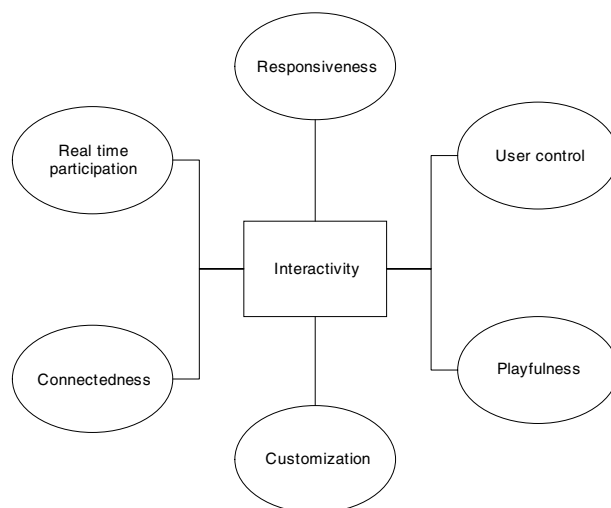 Responsiveness
Real time
participation
User control
Interactivity
Connectedness
Playfulness
Customization